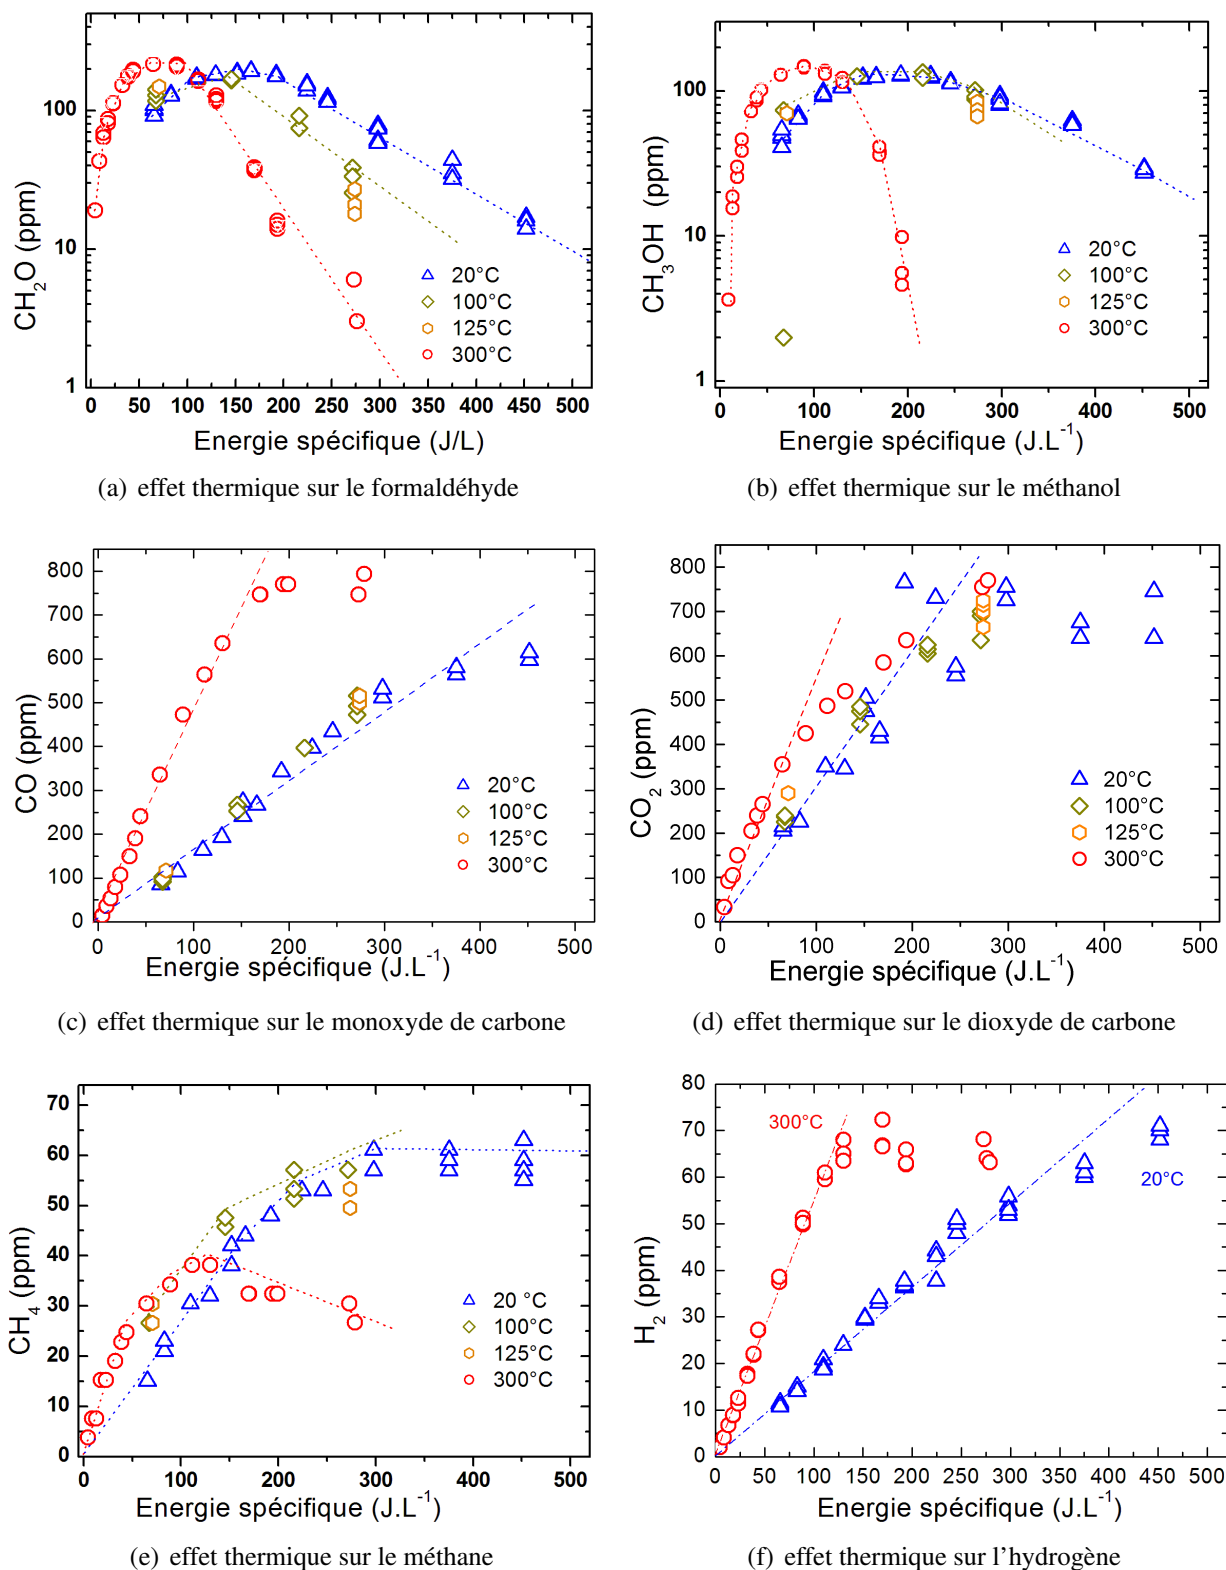 CH2O (ppm)
100
10
1
20°C
100°C
125°C
300°C
0 50 100 150 200 250 300 350 400 450 500
Energie spécifique (J/L)
(a) effet thermique sur le formaldéhyde
CH3OH (ppm)
100
10
1
20°C
100°C
125°C
300°C
0 100 200 300 400 500
Energie spécifique (J.L-1)
(b) effet thermique sur le méthanol
CO (ppm)
800
700
600
500
400
300
200
100
0
20°C
100°C
125°C
300°C
0 100 200 300 400 500
Energie spécifique (J.L-1)
(c) effet thermique sur le monoxyde de carbone
CO2 (ppm)
800
700
600
500
400
300
200
100
0
20°C
100°C
125°C
300°C
0 100 200 300 400 500
Energie spécifique (J.L-1)
(d) effet thermique sur le dioxyde de carbone
CH4 (ppm)
70
60
50
40
30
20
10
0
20 °C
100°C
125°C
300°C
0 100 200 300 400 500
Energie spécifique (J.L-1)
(e) effet thermique sur le méthane
H2 (ppm)
80
70
60
50
40
30
20
10
0
300°C
20°C
0 50 100 150 200 250 300 350 400 450 500
Energie spécifique (J.L-1)
(f) effet thermique sur l'hydrogène